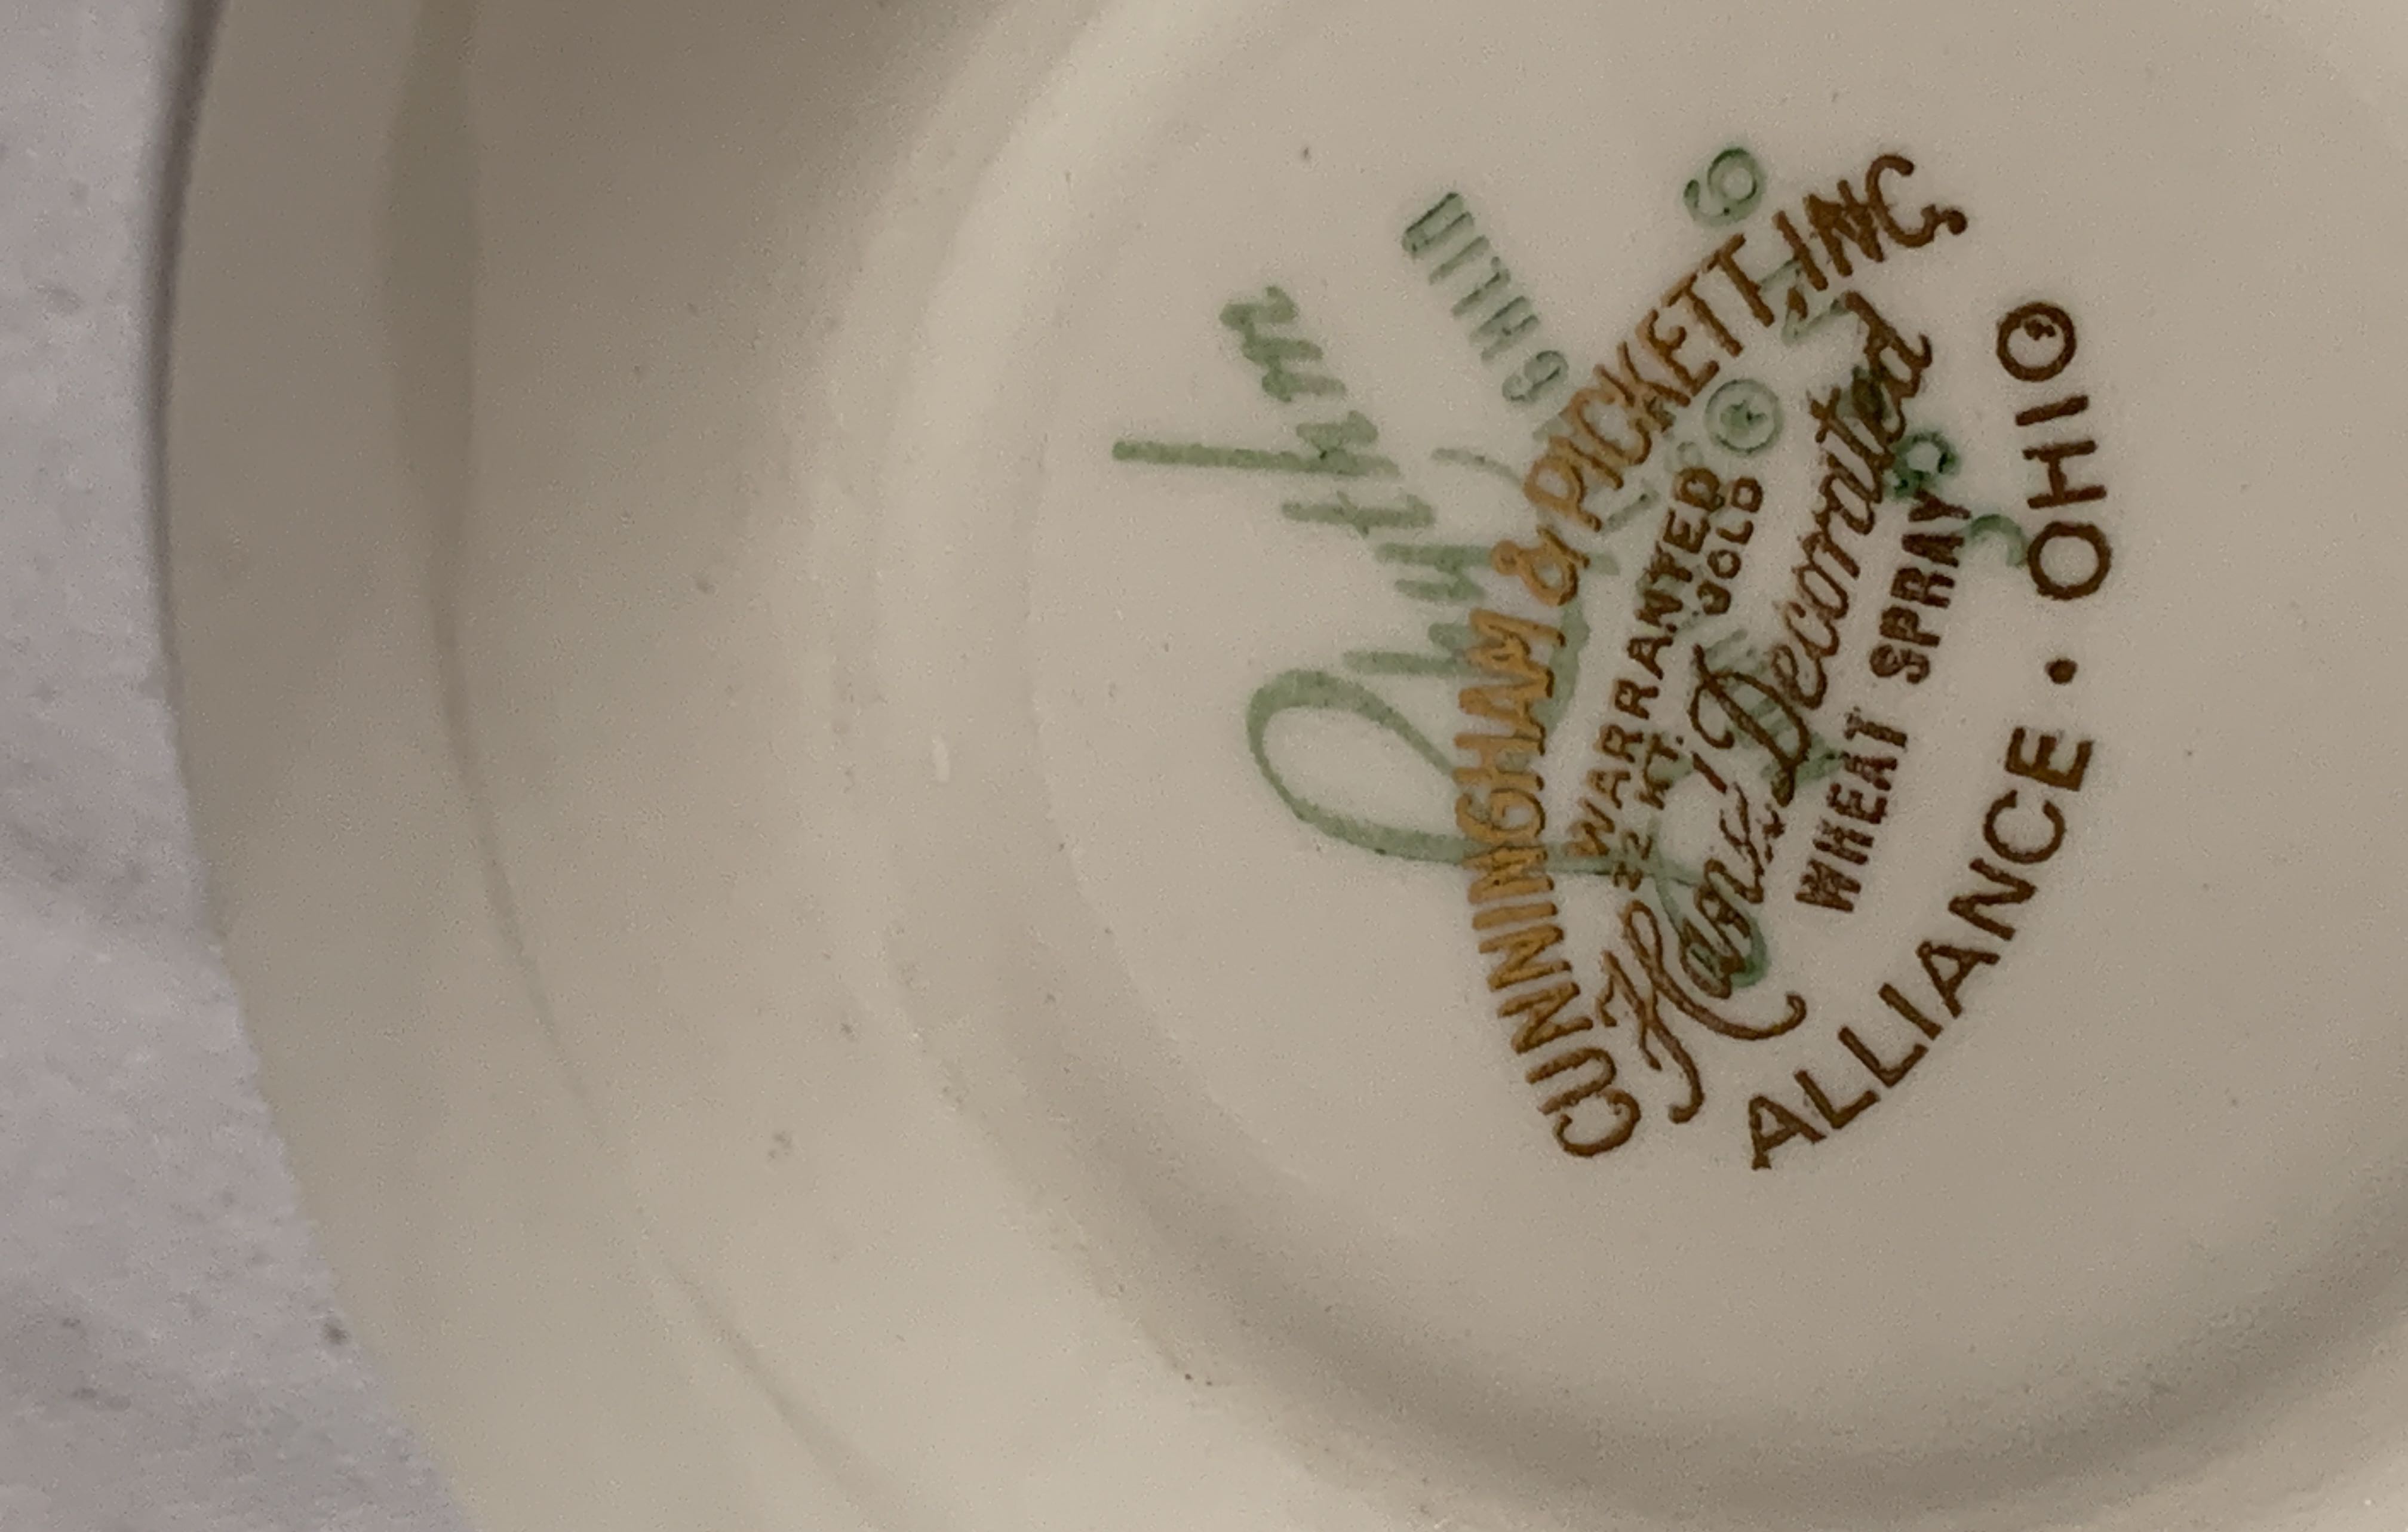 CUNNINGHAM & PICKETT, INC.
WARRANTED
22 KT. GOLD
Hand Decorated
WHEAT SPRAY
ALLIANCE · OHIO
®